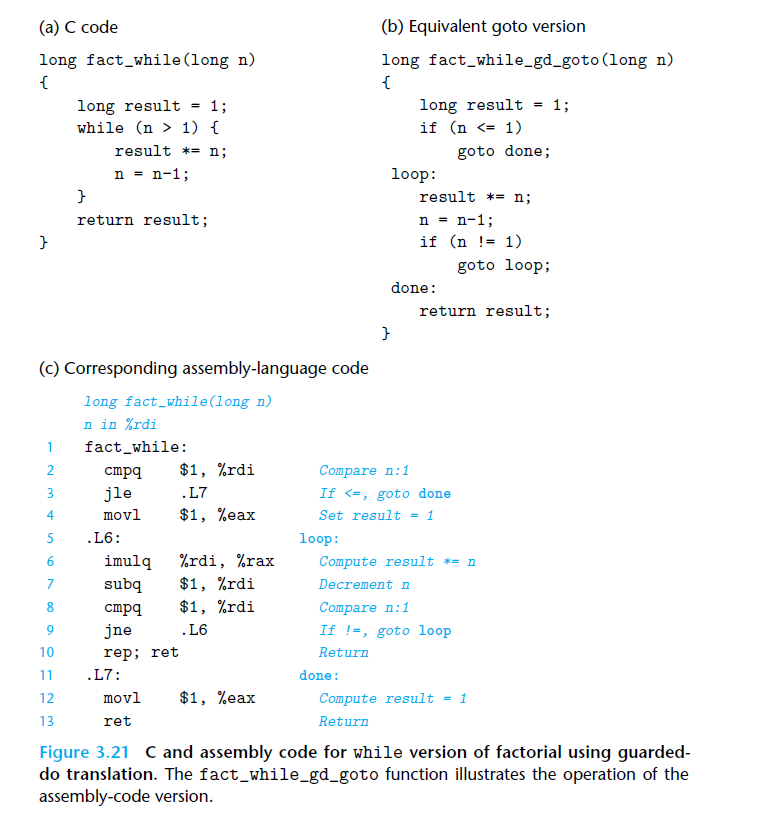 (a) C code
long fact_while(long n)
{
    long result = 1;
    while (n > 1) {
        result *= n;
        n = n-1;
    }
    return result;
}
(b) Equivalent goto version
long fact_while_gd_goto(long n)
{
    long result = 1;
    if (n <= 1)
        goto done;
loop:
    result *= n;
    n = n-1;
    if (n != 1)
        goto loop;
done:
    return result;
}
(c) Corresponding assembly-language code
long fact_while(long n)
n in %rdi
1 fact_while:
2 cmpq $1, %rdi Compare n:1
3 jle .L7 If <=, goto done
4 movl $1, %eax Set result = 1
5 .L6: loop:
6 imulq %rdi, %rax Compute result *= n
7 subq $1, %rdi Decrement n
8 cmpq $1, %rdi Compare n:1
9 jne .L6 If !=, goto loop
10 rep; ret Return
11 .L7: done:
12 movl $1, %eax Compute result = 1
13 ret Return
Figure 3.21 C and assembly code for while version of factorial using guarded-
do translation. The fact_while_gd_goto function illustrates the operation of the
assembly-code version.